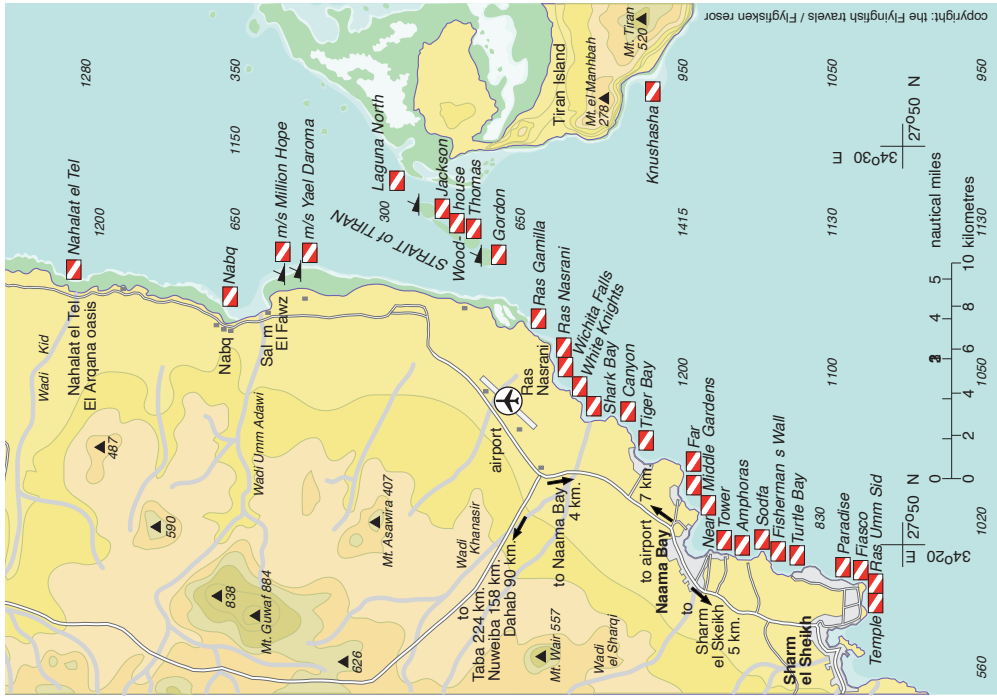 copyright: the Flyingfish travels / Flygfisken resor
1280
350
950
1050
950
Mt. Tiran
520
Mt. el Manhbah
278
Tiran Island
Knushasha
27°50 N
34°30 E
1150
Laguna North
300
Jackson
Wood-
house
Thomas
Gordon
STRAIT of TIRAN
Nahalat el Tel
1200
m/s Million Hope
m/s Yael Daroma
650
Nabq
650
1415
1130
1130
nautical miles
kilometres
0
5
4
2
3
2
1
0
10
8
6
4
2
0
Ras Gamilla
Ras Nasrani
Wichita Falls
White Knights
Shark Bay
Canyon
Tiger Bay
1200
1100
1050
Far
Middle Gardens
Near
Tower
Amphoras
Sodfa
Fisherman s Wall
Turtle Bay
830
Paradise
Fiasco
Ras Umm Sid
Temple
1020
27°50 N
34°20 E
560
Wadi Kid
Nahalat el Tel
El Arqana oasis
Nabq
Sal m
El Fawz
Wadi Umm Adawi
487
590
838
Mt. Guwaf 884
626
Mt. Asawira 407
Wadi
Khanasir
airport
Ras
Nasrani
to
Taba 224 km.
Nuweiba 158 km.
Dahab 90 km.
to Naama Bay
4 km.
to airport
7 km.
Naama Bay
to
Sharm
el Skeikh
5 km.
Mt. Wair 557
Wadi
el Sharqi
Sharm
el Sheikh